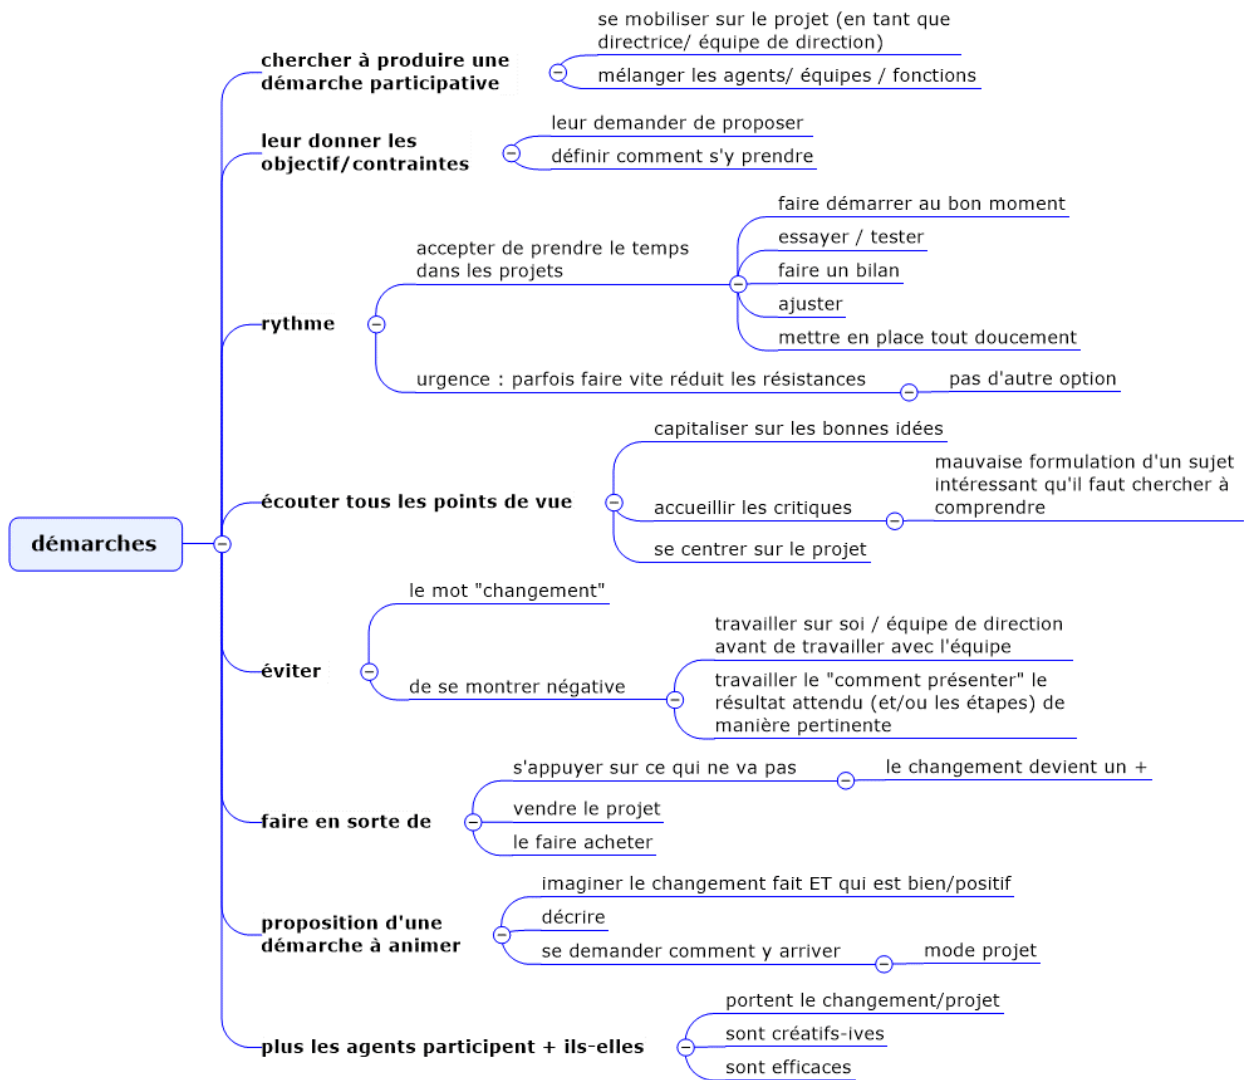 démarches
chercher à produire une
démarche participative
se mobiliser sur le projet (en tant que
directrice/ équipe de direction)
mélanger les agents/ équipes / fonctions
leur donner les
objectif/contraintes
leur demander de proposer
définir comment s'y prendre
rythme
accepter de prendre le temps
dans les projets
faire démarrer au bon moment
essayer / tester
faire un bilan
ajuster
mettre en place tout doucement
urgence : parfois faire vite réduit les résistances
pas d'autre option
écouter tous les points de vue
capitaliser sur les bonnes idées
accueillir les critiques
mauvaise formulation d'un sujet
intéressant qu'il faut chercher à
comprendre
se centrer sur le projet
éviter
le mot "changement"
de se montrer négative
travailler sur soi / équipe de direction
avant de travailler avec l'équipe
travailler le "comment présenter" le
résultat attendu (et/ou les étapes) de
manière pertinente
faire en sorte de
s'appuyer sur ce qui ne va pas
le changement devient un +
vendre le projet
le faire acheter
proposition d'une
démarche à animer
imaginer le changement fait ET qui est bien/positif
décrire
se demander comment y arriver
mode projet
plus les agents participent + ils-elles
portent le changement/projet
sont créatifs-ives
sont efficaces